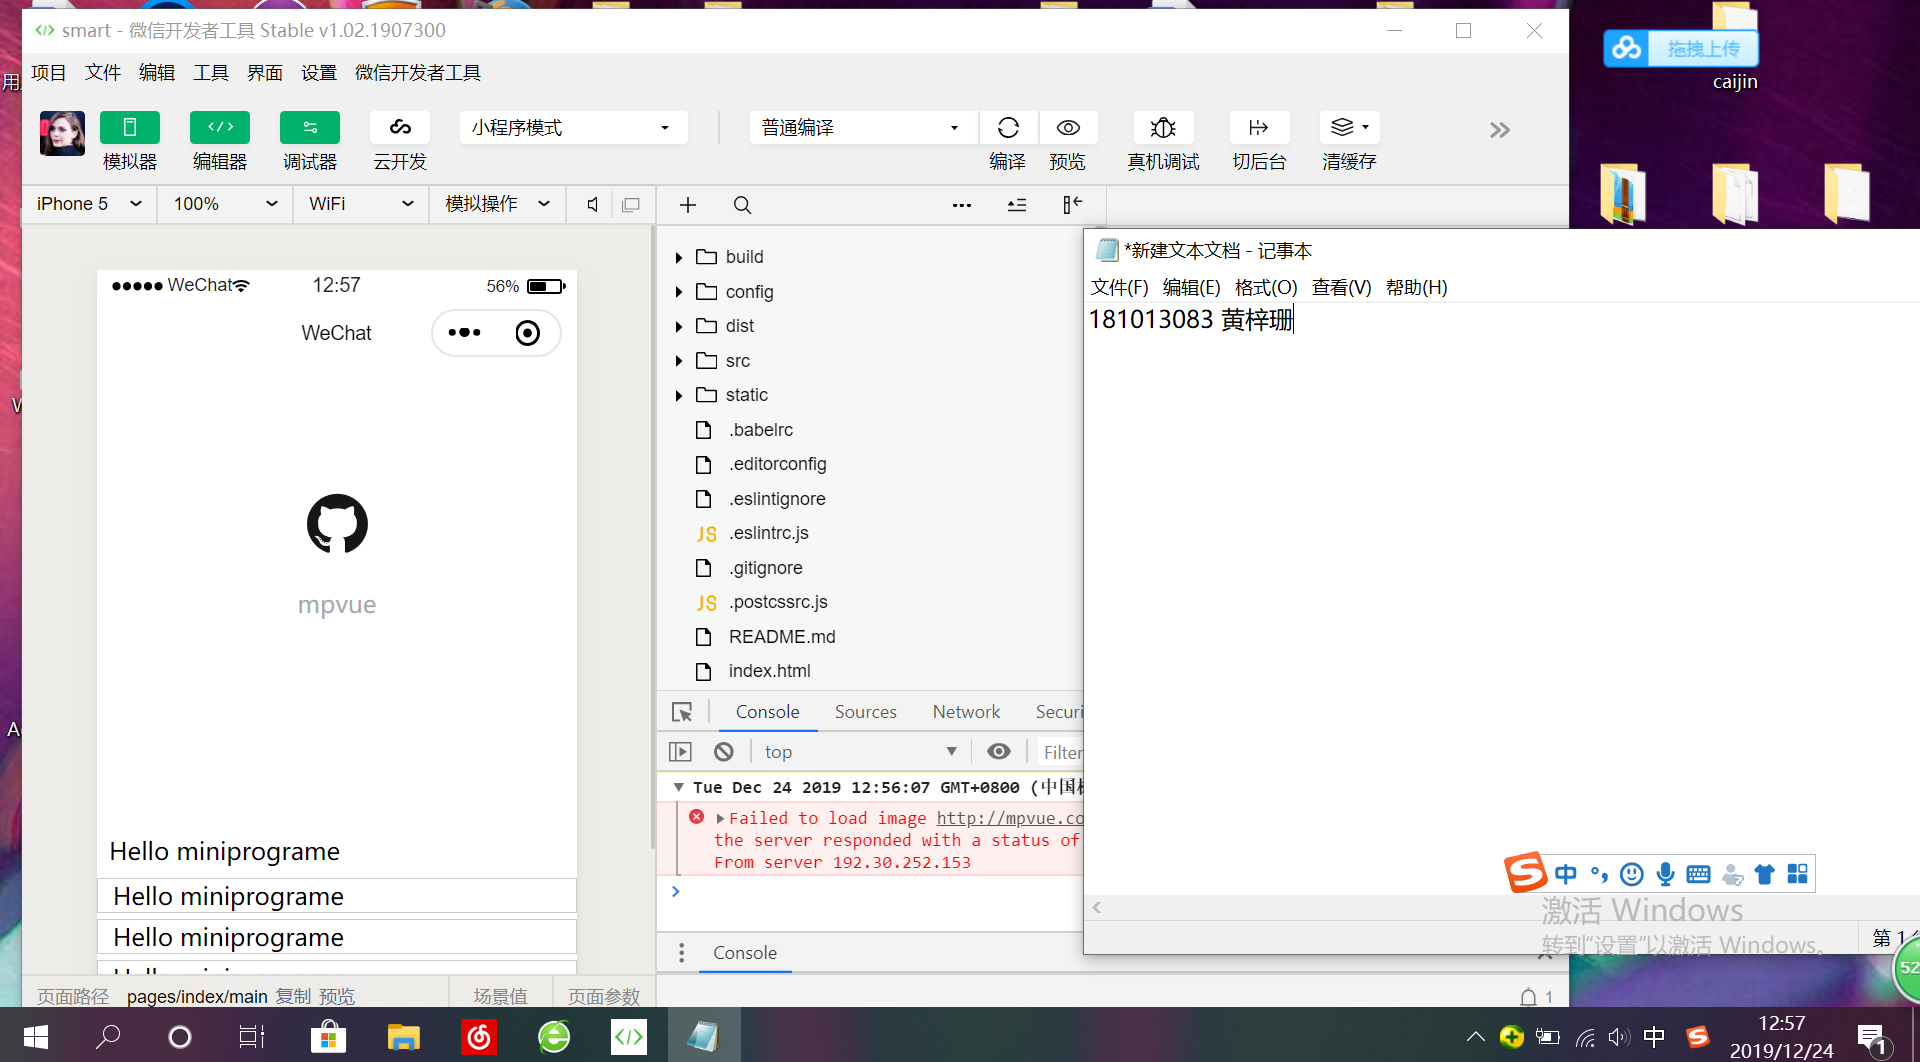 smart - 微信开发者工具 Stable v1.02.1907300
项目 文件 编辑 工具 界面 设置 微信开发者工具
小程序模式 普通编译
模拟器 编辑器 调试器 云开发 编译 预览 真机调试 切后台 清缓存
iPhone 5 100% WiFi 模拟操作
WeChat 12:57 56%
WeChat
mpvue
Hello miniprograme
Hello miniprograme
Hello miniprograme
页面路径 pages/index/main 复制 预览 场景值 页面参数
build
config
dist
src
static
.babelrc
.editorconfig
.eslintignore
JS .eslintrc.js
.gitignore
JS .postcssrc.js
README.md
index.html
Console Sources Network Securi
top Filter
Tue Dec 24 2019 12:56:07 GMT+0800 (中国
Failed to load image http://mpvue.co
the server responded with a status of
From server 192.30.252.153
Console
1
*新建文本文档 - 记事本
文件(F) 编辑(E) 格式(O) 查看(V) 帮助(H)
181013083 黄梓珊
中
激活 Windows
转到“设置”以激活 Windows。
第 1
52
拖拽上传
caijin
用
中
12:57
2019/12/24
1